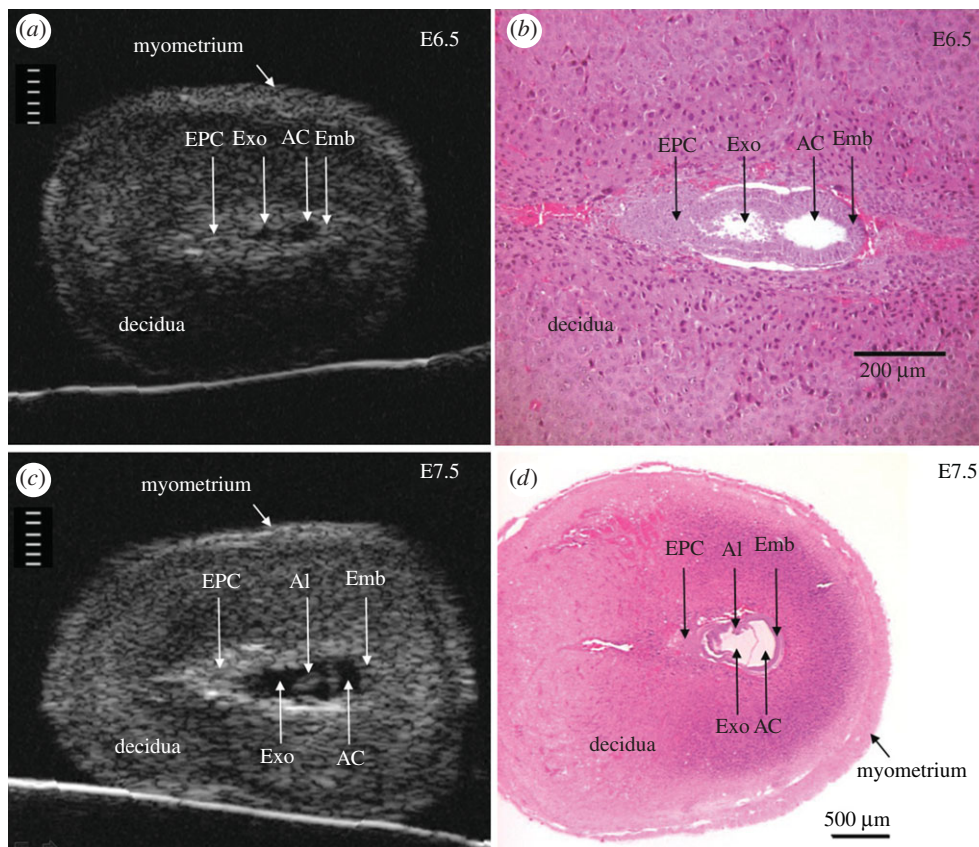 (a)
E6.5
myometrium
EPC Exo AC Emb
decidua
(b)
E6.5
EPC Exo AC Emb
decidua
200 µm
(c)
E7.5
myometrium
EPC Al Emb
decidua
Exo AC
(d)
E7.5
EPC Al Emb
Exo AC
decidua
myometrium
500 µm